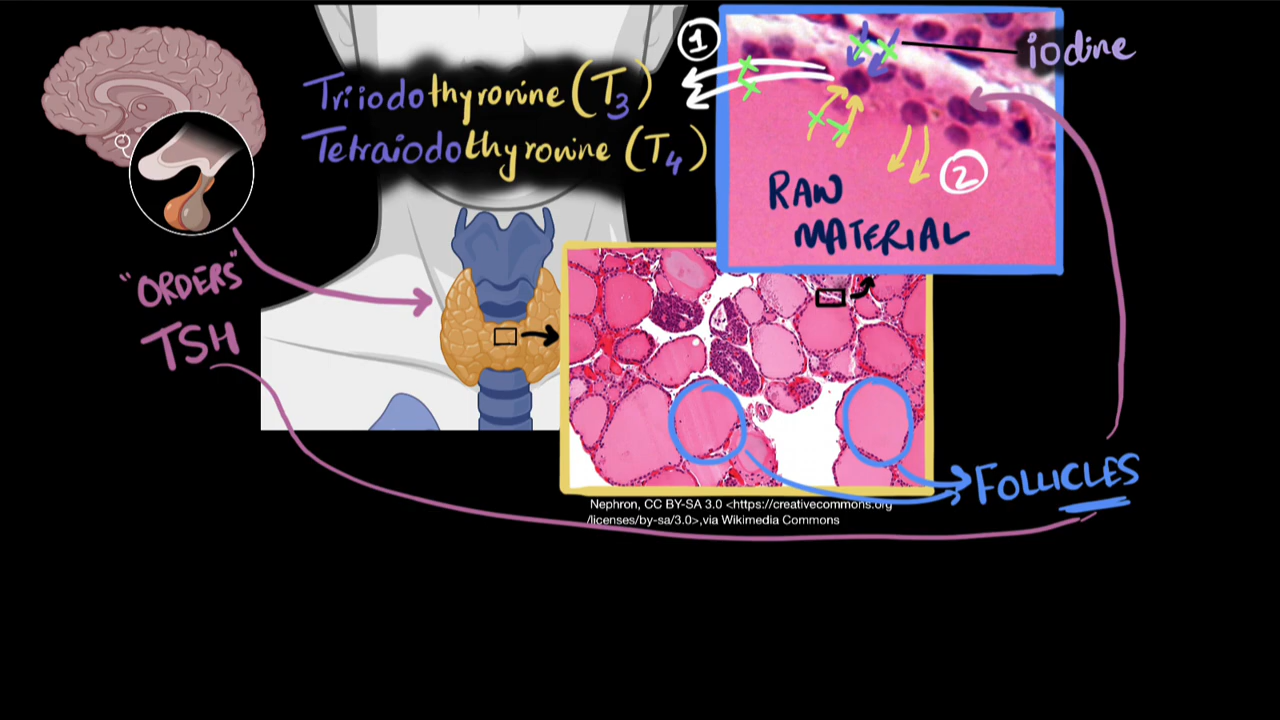 Triiodothyronine (T3)
Tetraiodothyronine (T4)
1
iodine
2
RAW
MATERIAL
"ORDERS"
TSH
FOLLICLES
Nephron, CC BY-SA 3.0 <https://creativecommons.org
/licenses/by-sa/3.0>,via Wikimedia Commons